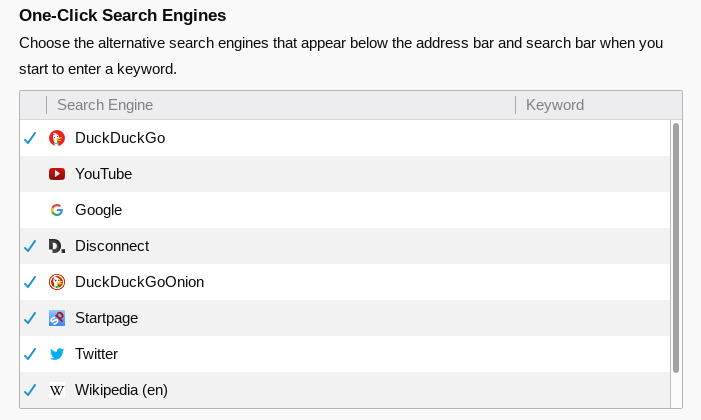 One-Click Search Engines
Choose the alternative search engines that appear below the address bar and search bar when you
start to enter a keyword.
Search Engine Keyword
DuckDuckGo
YouTube
Google
Disconnect
DuckDuckGoOnion
Startpage
Twitter
Wikipedia (en)